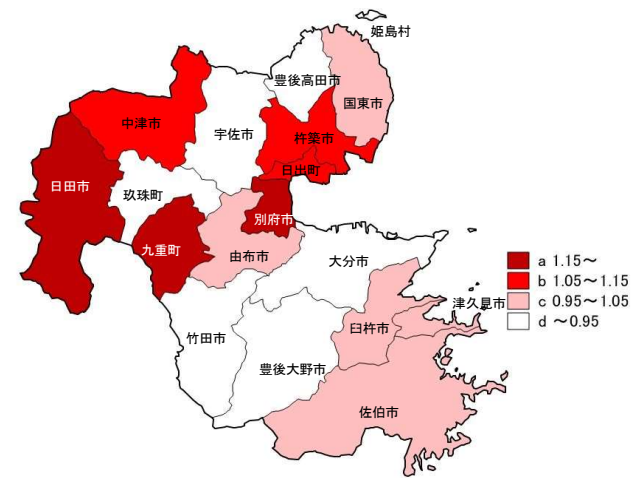 姫島村
豊後高田市
国東市
中津市
宇佐市
杵築市
日出町
日田市
玖珠町
別府市
九重町
由布市
大分市
a 1.15～
b 1.05～1.15
c 0.95～1.05
d ～0.95
津久見市
臼杵市
竹田市
豊後大野市
佐伯市